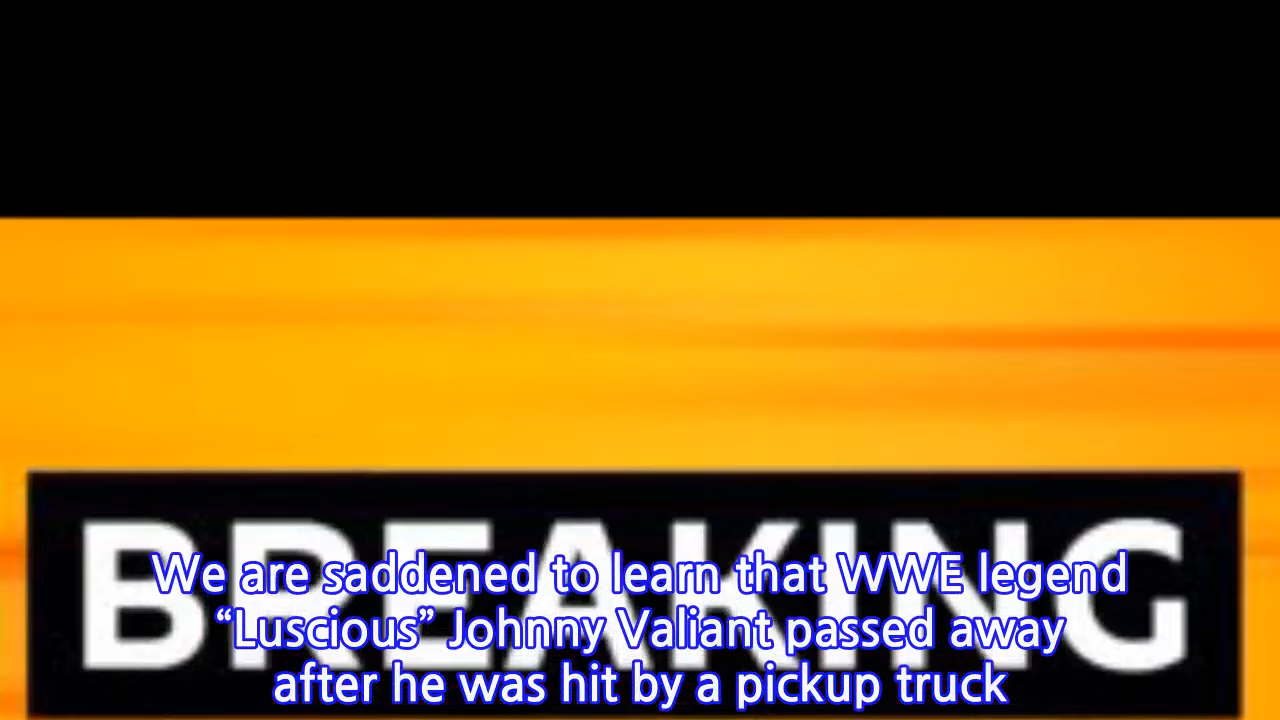 BREAKING
We are saddened to learn that WWE legend
“Luscious” Johnny Valiant passed away
after he was hit by a pickup truck